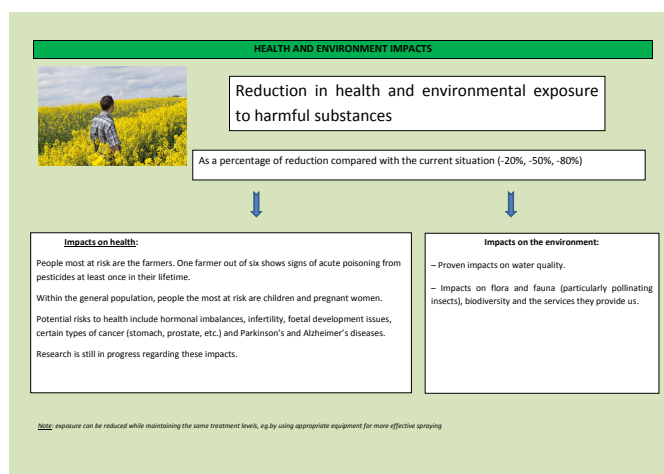 HEALTH AND ENVIRONMENT IMPACTS
Reduction in health and environmental exposure
to harmful substances
As a percentage of reduction compared with the current situation (-20%, -50%, -80%)
Impacts on health:
People most at risk are the farmers. One farmer out of six shows signs of acute poisoning from
pesticides at least once in their lifetime.
Within the general population, people the most at risk are children and pregnant women.
Potential risks to health include hormonal imbalances, infertility, foetal development issues,
certain types of cancer (stomach, prostate, etc.) and Parkinson's and Alzheimer's diseases.
Research is still in progress regarding these impacts.
Impacts on the environment:
– Proven impacts on water quality.
– Impacts on flora and fauna (particularly pollinating
insects), biodiversity and the services they provide us.
Note: exposure can be reduced while maintaining the same treatment levels, eg.by using appropriate equipment for more effective spraying